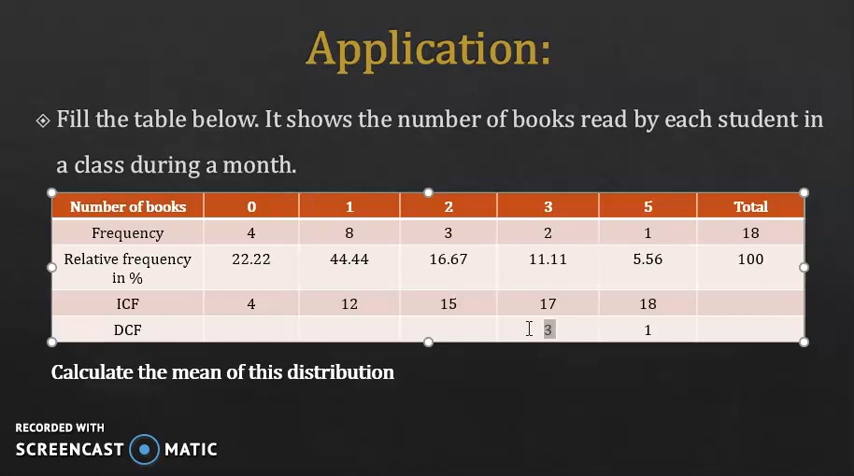 Application:
Fill the table below. It shows the number of books read by each student in
a class during a month.
Number of books 0 1 2 3 5 Total
Frequency 4 8 3 2 1 18
Relative frequency in % 22.22 44.44 16.67 11.11 5.56 100
ICF 4 12 15 17 18
DCF 3 1
Calculate the mean of this distribution
RECORDED WITH
SCREENCAST MATIC